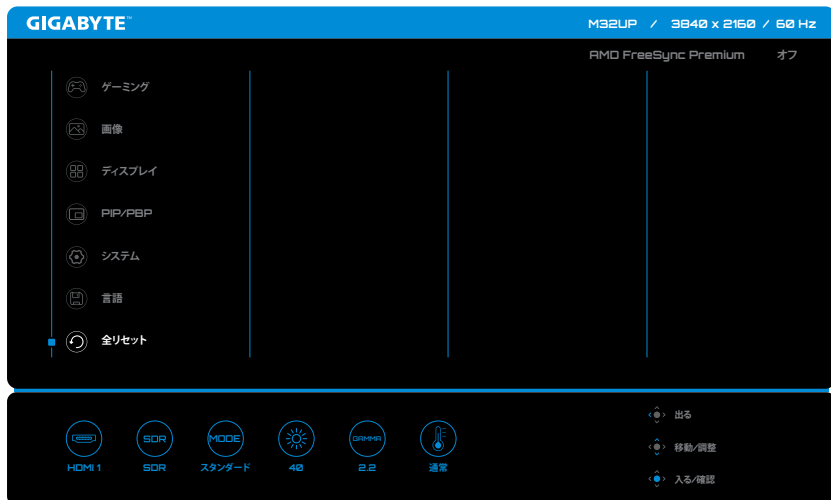 GIGABYTE™
M32UP / 3840 x 2160 / 60 Hz
AMD FreeSync Premium オフ
ゲーミング
画像
ディスプレイ
PIP/PBP
システム
言語
全リセット
出る
移動/調整
入る/確認
SDR MODE GAMMA
HDMI 1 SDR スタンダード 40 2.2 通常